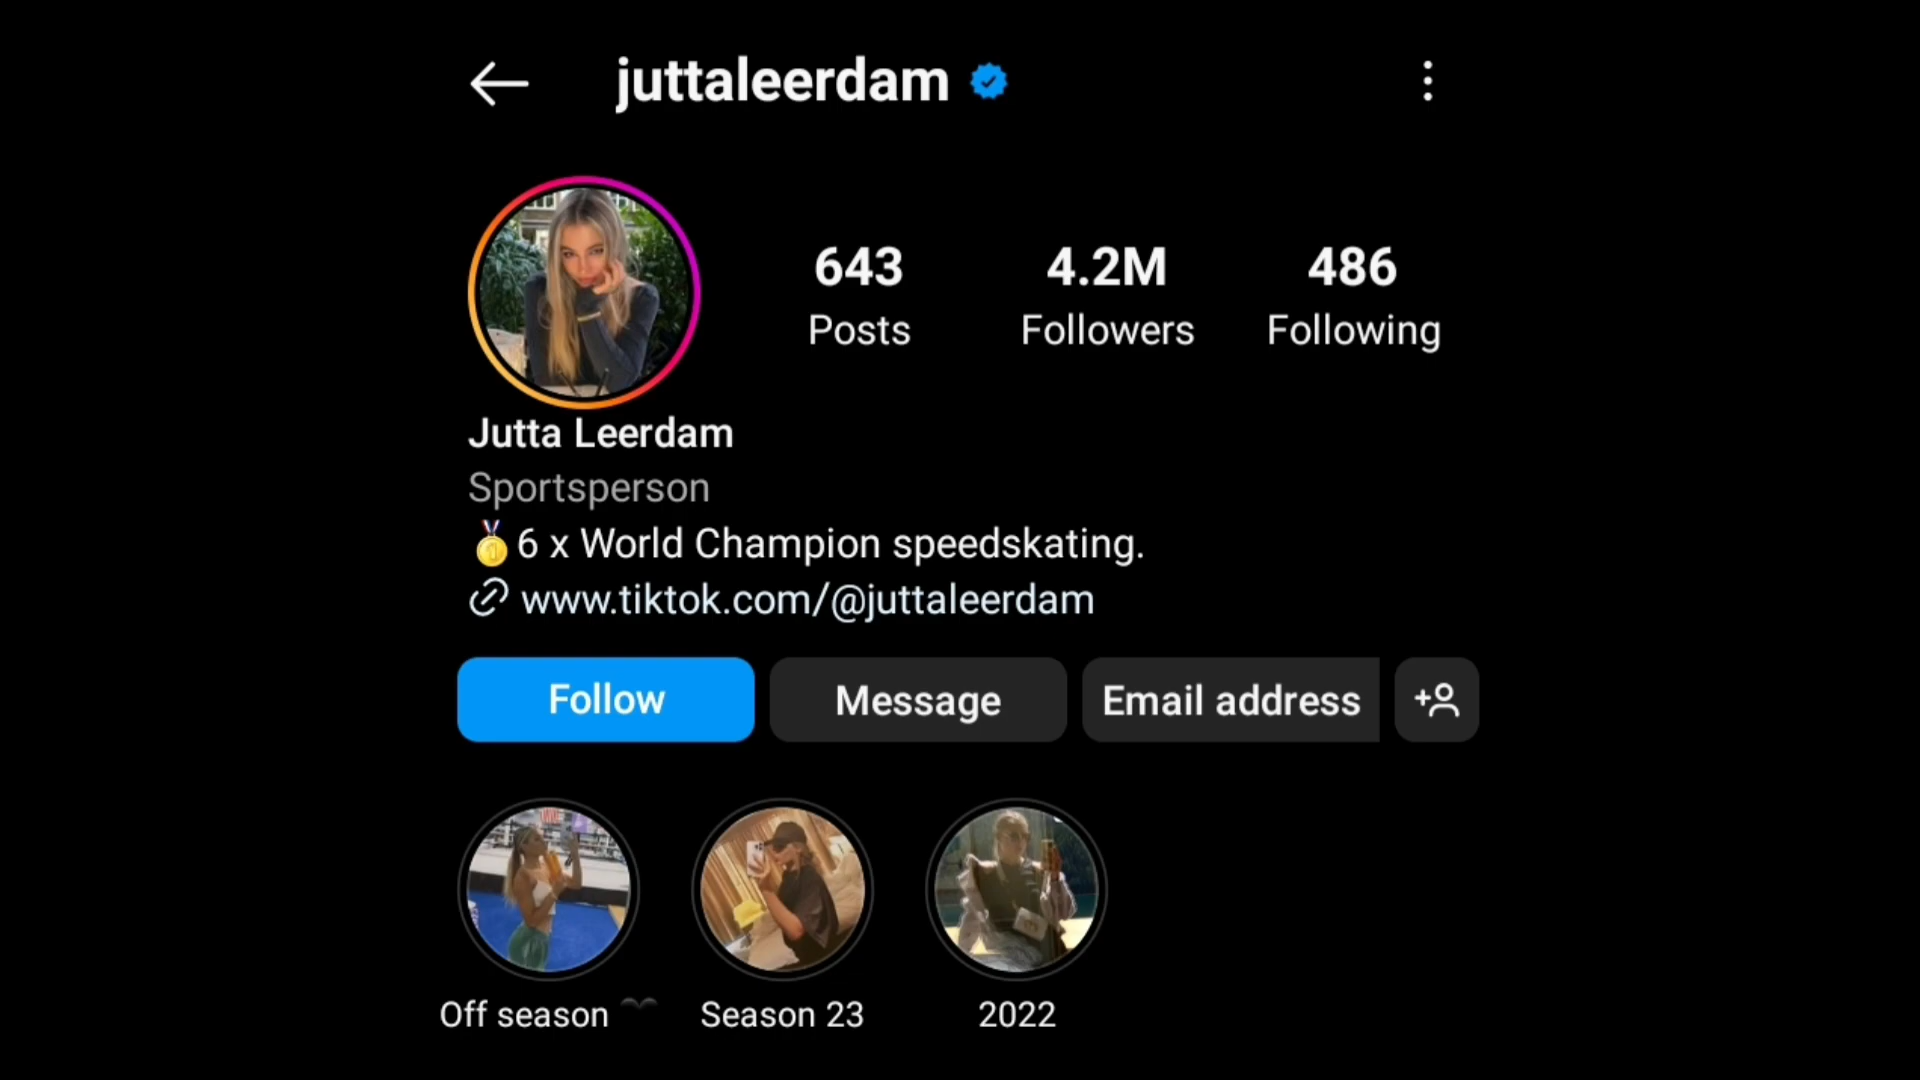 juttaleerdam
643 4.2M 486
Posts Followers Following
Jutta Leerdam
Sportsperson
🥇6 x World Champion speedskating.
www.tiktok.com/@juttaleerdam
Follow Message Email address
Off season Season 23 2022